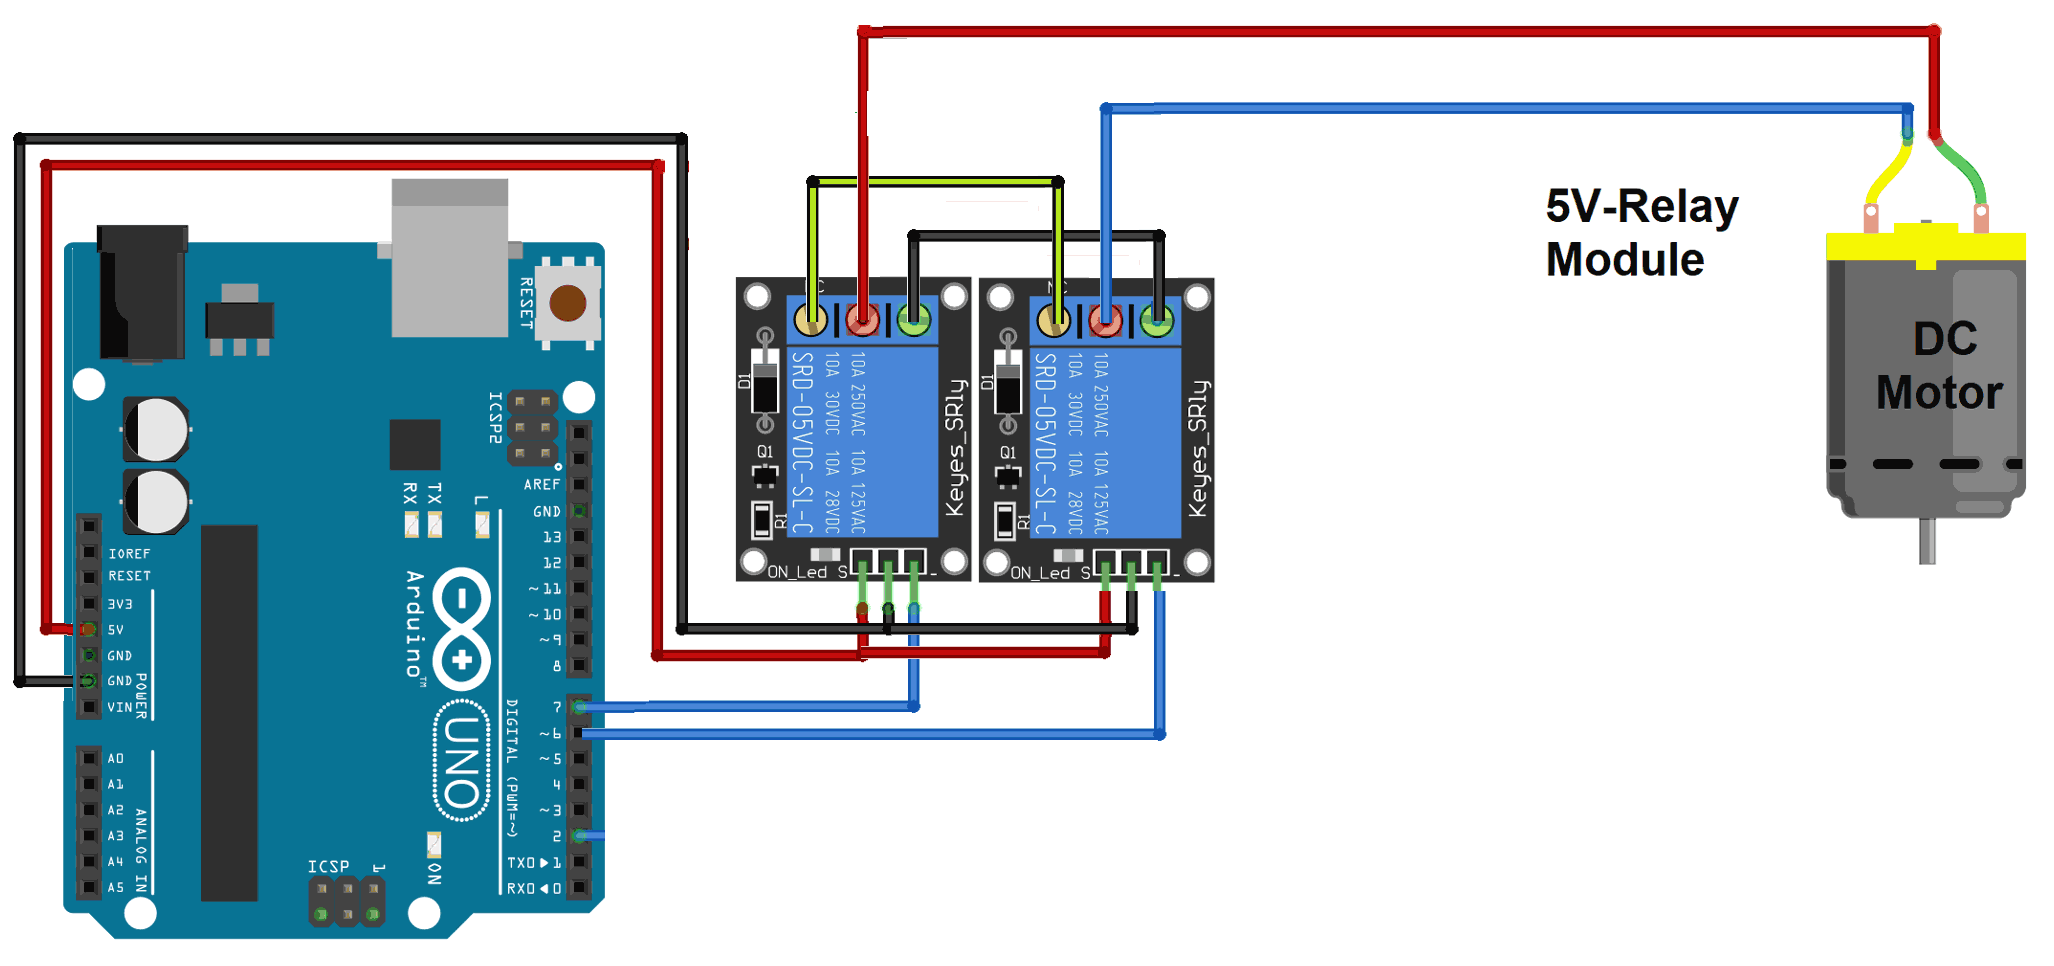 5V-Relay
Module
DC
Motor
RESET
ICSP2
AREF
GND
13
12
~11
~10
~9
8
7
~6
~5
4
~3
2
TX0▶1
RX0◀0
DIGITAL (PWM=~)
RX
TX
L
Arduino™
UNO
ON
ICSP
1
IOREF
RESET
3V3
5V
GND
GND
VIN
POWER
A0
A1
A2
A3
A4
A5
ANALOG IN
D1
Q1
R1
SRD-05VDC-SL-C
10A 30VDC 10A 28VDC
10A 250VAC 10A 125VAC
Keyes_SRly
ON_Led S -
D1
Q1
R1
SRD-05VDC-SL-C
10A 30VDC 10A 28VDC
10A 250VAC 10A 125VAC
Keyes_SRly
ON_Led S -